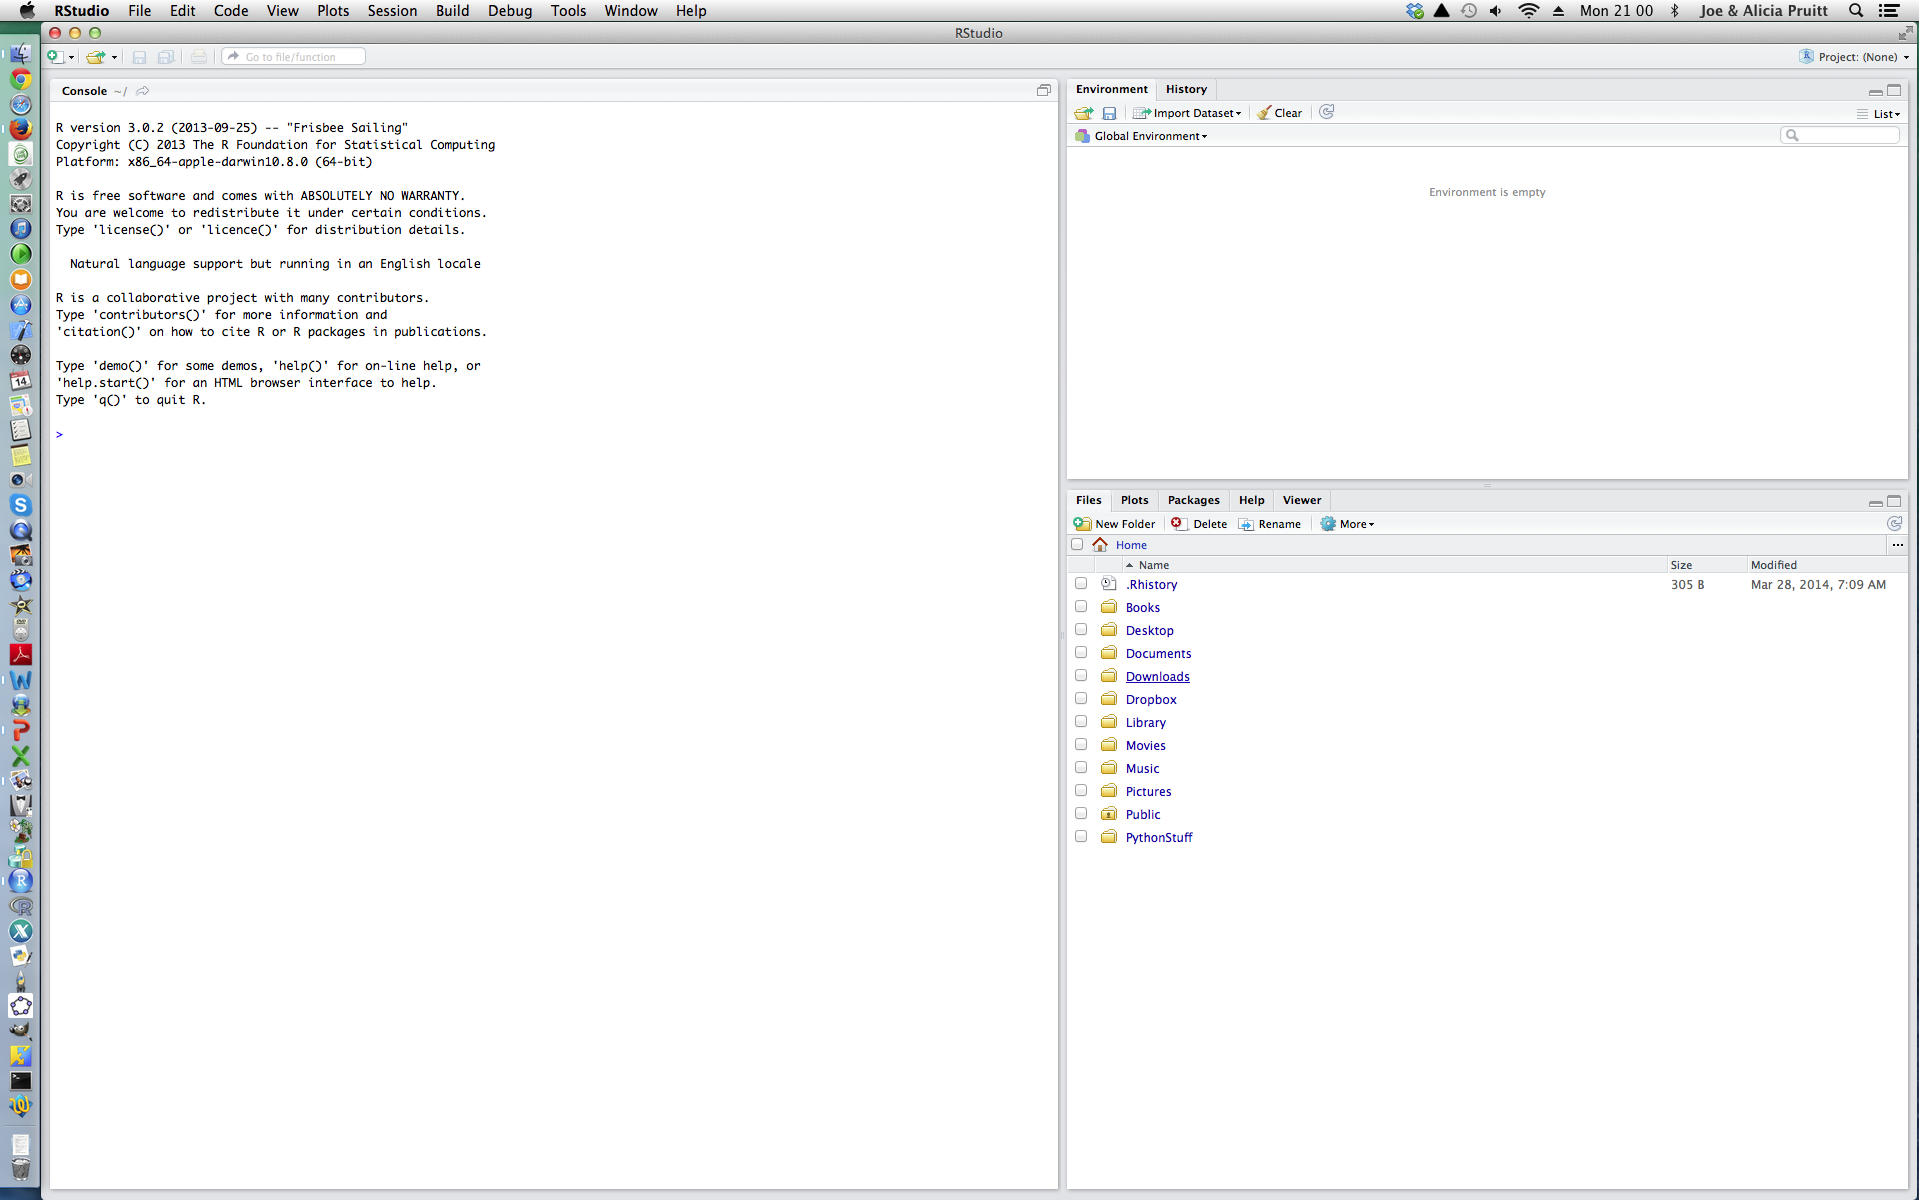 RStudio File Edit Code View Plots Session Build Debug Tools Window Help Mon 21 00 Joe & Alicia Pruitt
RStudio
Go to file/function Project: (None)
Console ~/
R version 3.0.2 (2013-09-25) -- "Frisbee Sailing"
Copyright (C) 2013 The R Foundation for Statistical Computing
Platform: x86_64-apple-darwin10.8.0 (64-bit)
R is free software and comes with ABSOLUTELY NO WARRANTY.
You are welcome to redistribute it under certain conditions.
Type 'license()' or 'licence()' for distribution details.
Natural language support but running in an English locale
R is a collaborative project with many contributors.
Type 'contributors()' for more information and
'citation()' on how to cite R or R packages in publications.
Type 'demo()' for some demos, 'help()' for on-line help, or
'help.start()' for an HTML browser interface to help.
Type 'q()' to quit R.
>
Environment History
Import Dataset Clear List
Global Environment
Environment is empty
Files Plots Packages Help Viewer
New Folder Delete Rename More
Home ...
Name Size Modified
.Rhistory 305 B Mar 28, 2014, 7:09 AM
Books
Desktop
Documents
Downloads
Dropbox
Library
Movies
Music
Pictures
Public
PythonStuff
14